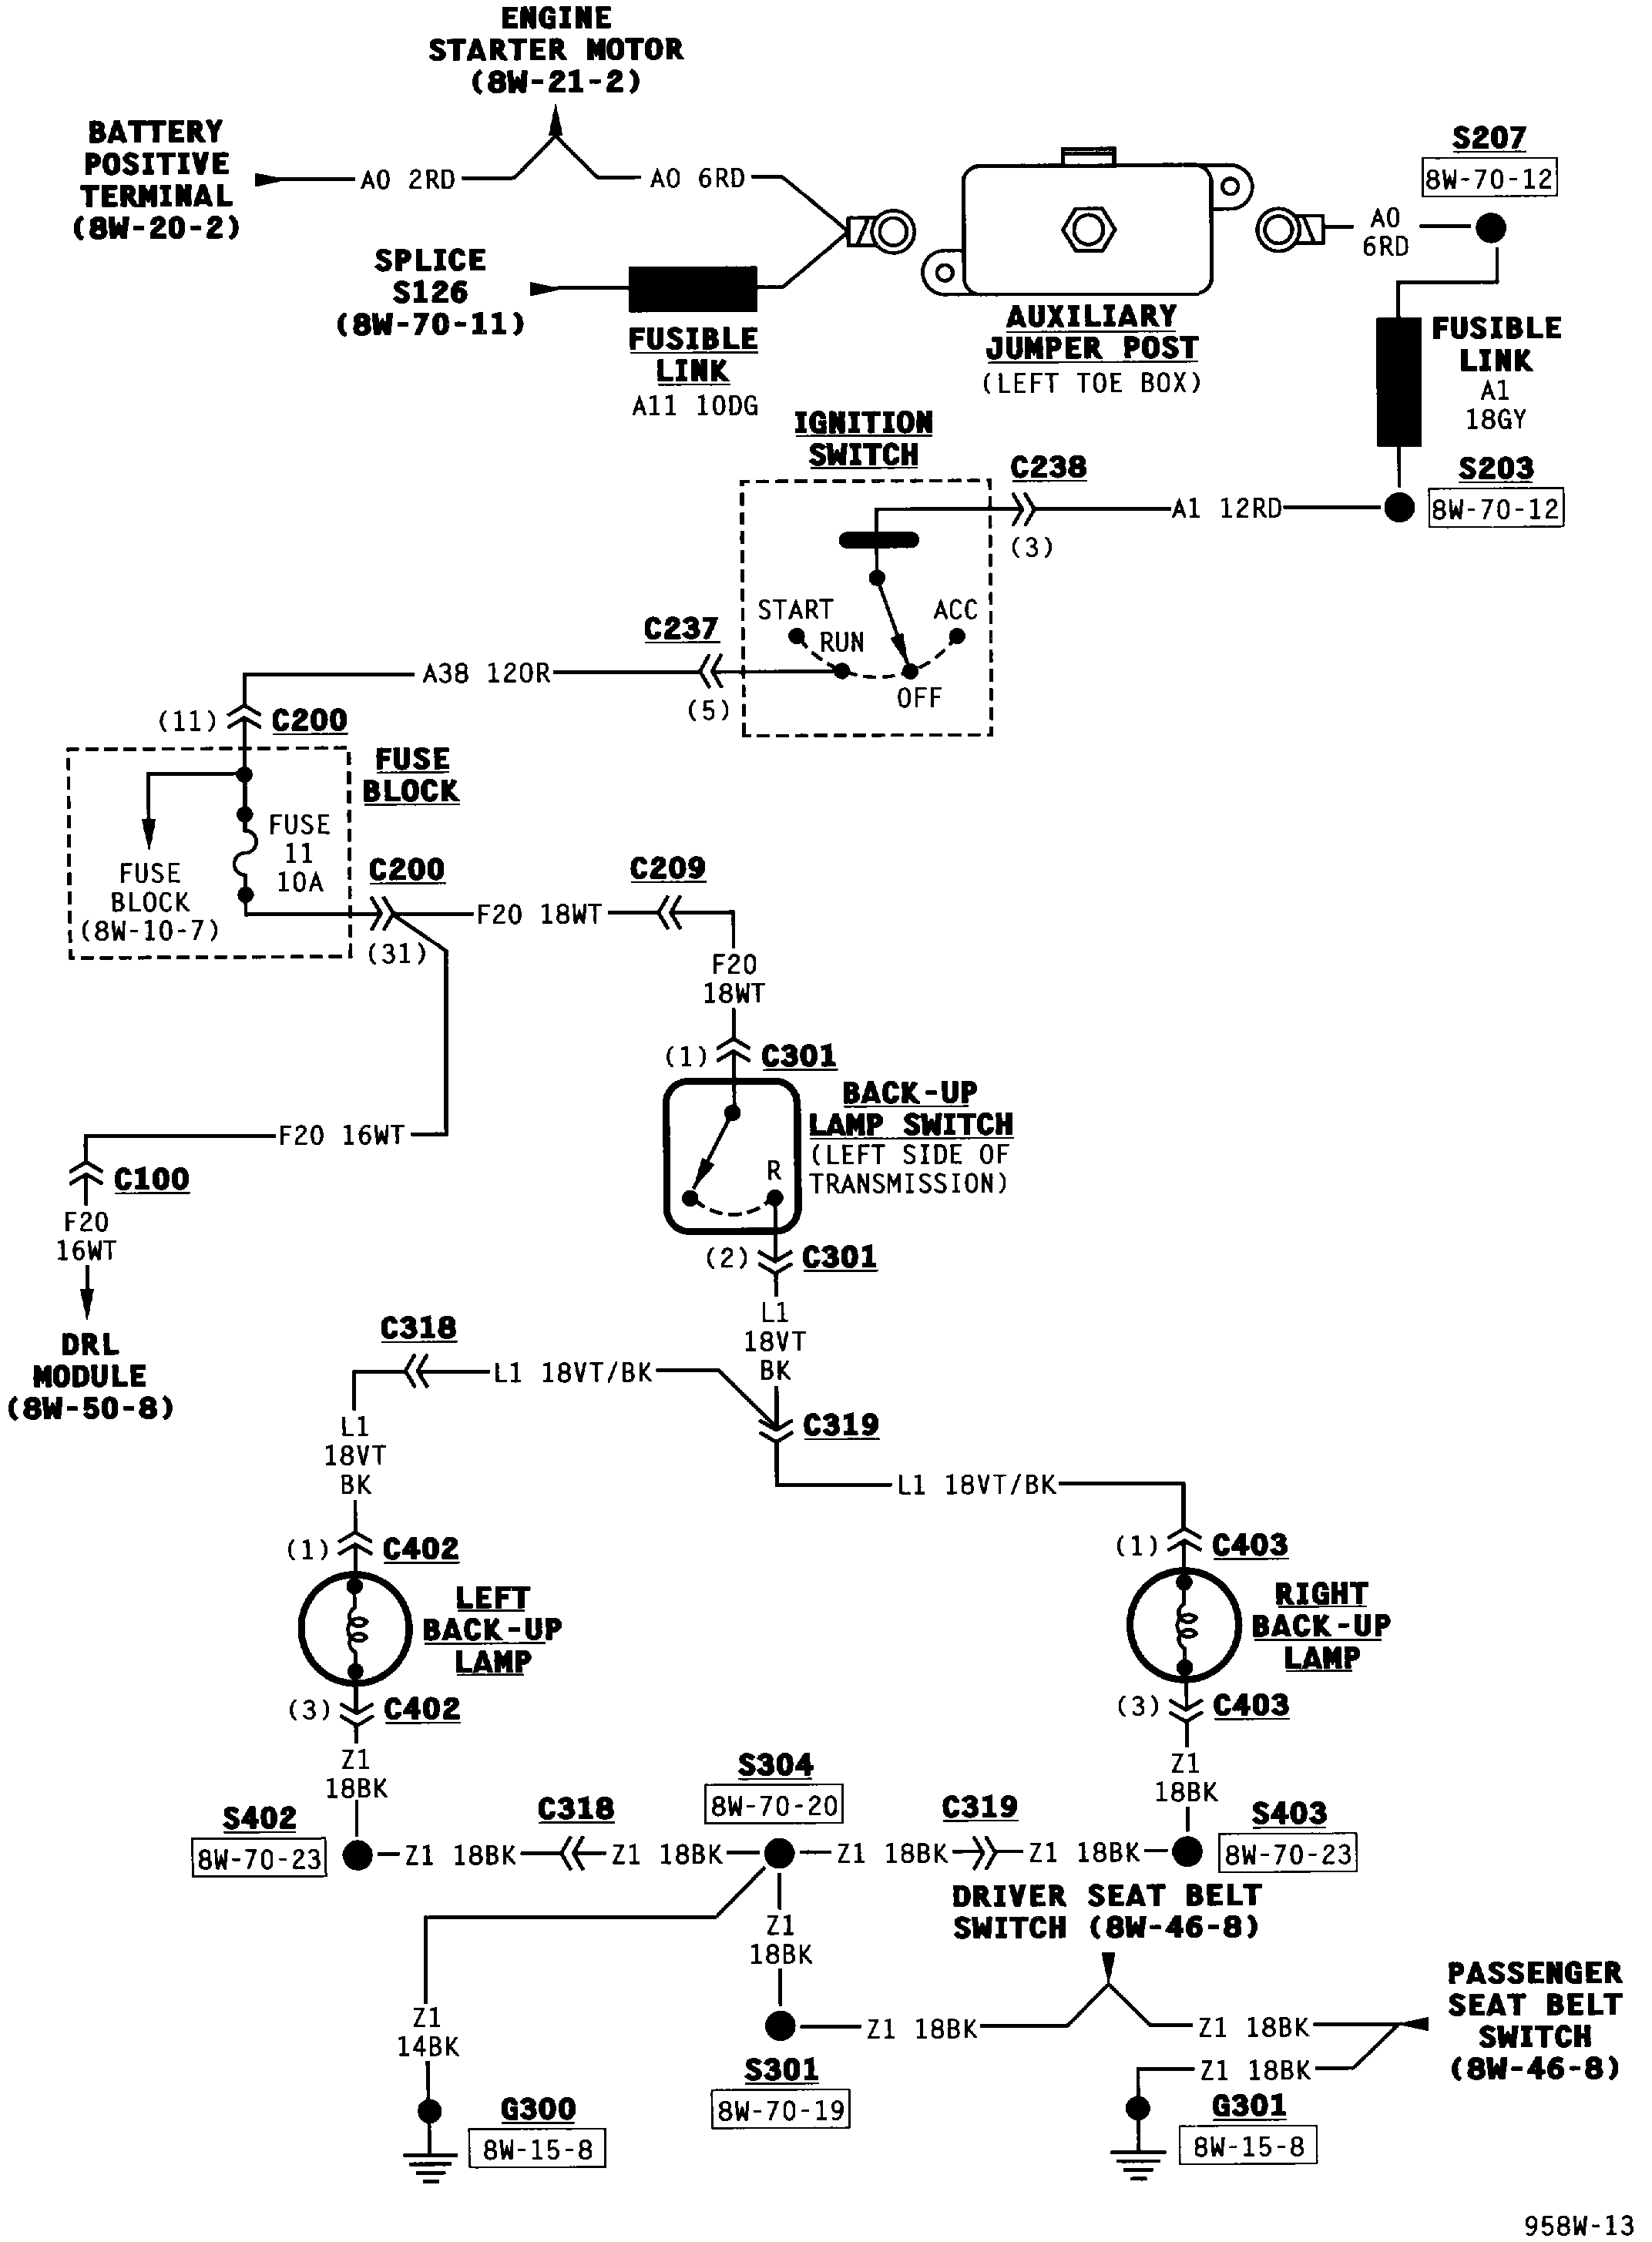 ENGINE
STARTER MOTOR
(8W-21-2)
BATTERY
POSITIVE
TERMINAL
(8W-20-2)
A0 2RD
A0 6RD
SPLICE
S126
(8W-70-11)
FUSIBLE
LINK
A11 10DG
AUXILIARY
JUMPER POST
(LEFT TOE BOX)
S207
8W-70-12
A0
6RD
FUSIBLE
LINK
A1
18GY
S203
8W-70-12
IGNITION
SWITCH
C238
(3)
A1 12RD
START
RUN
ACC
OFF
C237
(5)
A38 12OR
(11)
C200
FUSE
BLOCK
FUSE
11
10A
FUSE
BLOCK
(8W-10-7)
C200
(31)
F20 18WT
C209
F20
18WT
(1)
C301
BACK-UP
LAMP SWITCH
(LEFT SIDE OF
TRANSMISSION)
R
(2)
C301
F20 16WT
C100
F20
16WT
DRL
MODULE
(8W-50-8)
L1
18VT
BK
C318
L1 18VT/BK
C319
L1
18VT
BK
L1 18VT/BK
(1)
C402
LEFT
BACK-UP
LAMP
(3)
C402
(1)
C403
RIGHT
BACK-UP
LAMP
(3)
C403
Z1
18BK
Z1
18BK
S402
8W-70-23
Z1 18BK
C318
Z1 18BK
S304
8W-70-20
Z1 18BK
C319
Z1 18BK
S403
8W-70-23
DRIVER SEAT BELT
SWITCH (8W-46-8)
Z1
18BK
Z1
14BK
S301
8W-70-19
Z1 18BK
Z1 18BK
PASSENGER
SEAT BELT
SWITCH
(8W-46-8)
Z1 18BK
G300
8W-15-8
G301
8W-15-8
958W-13